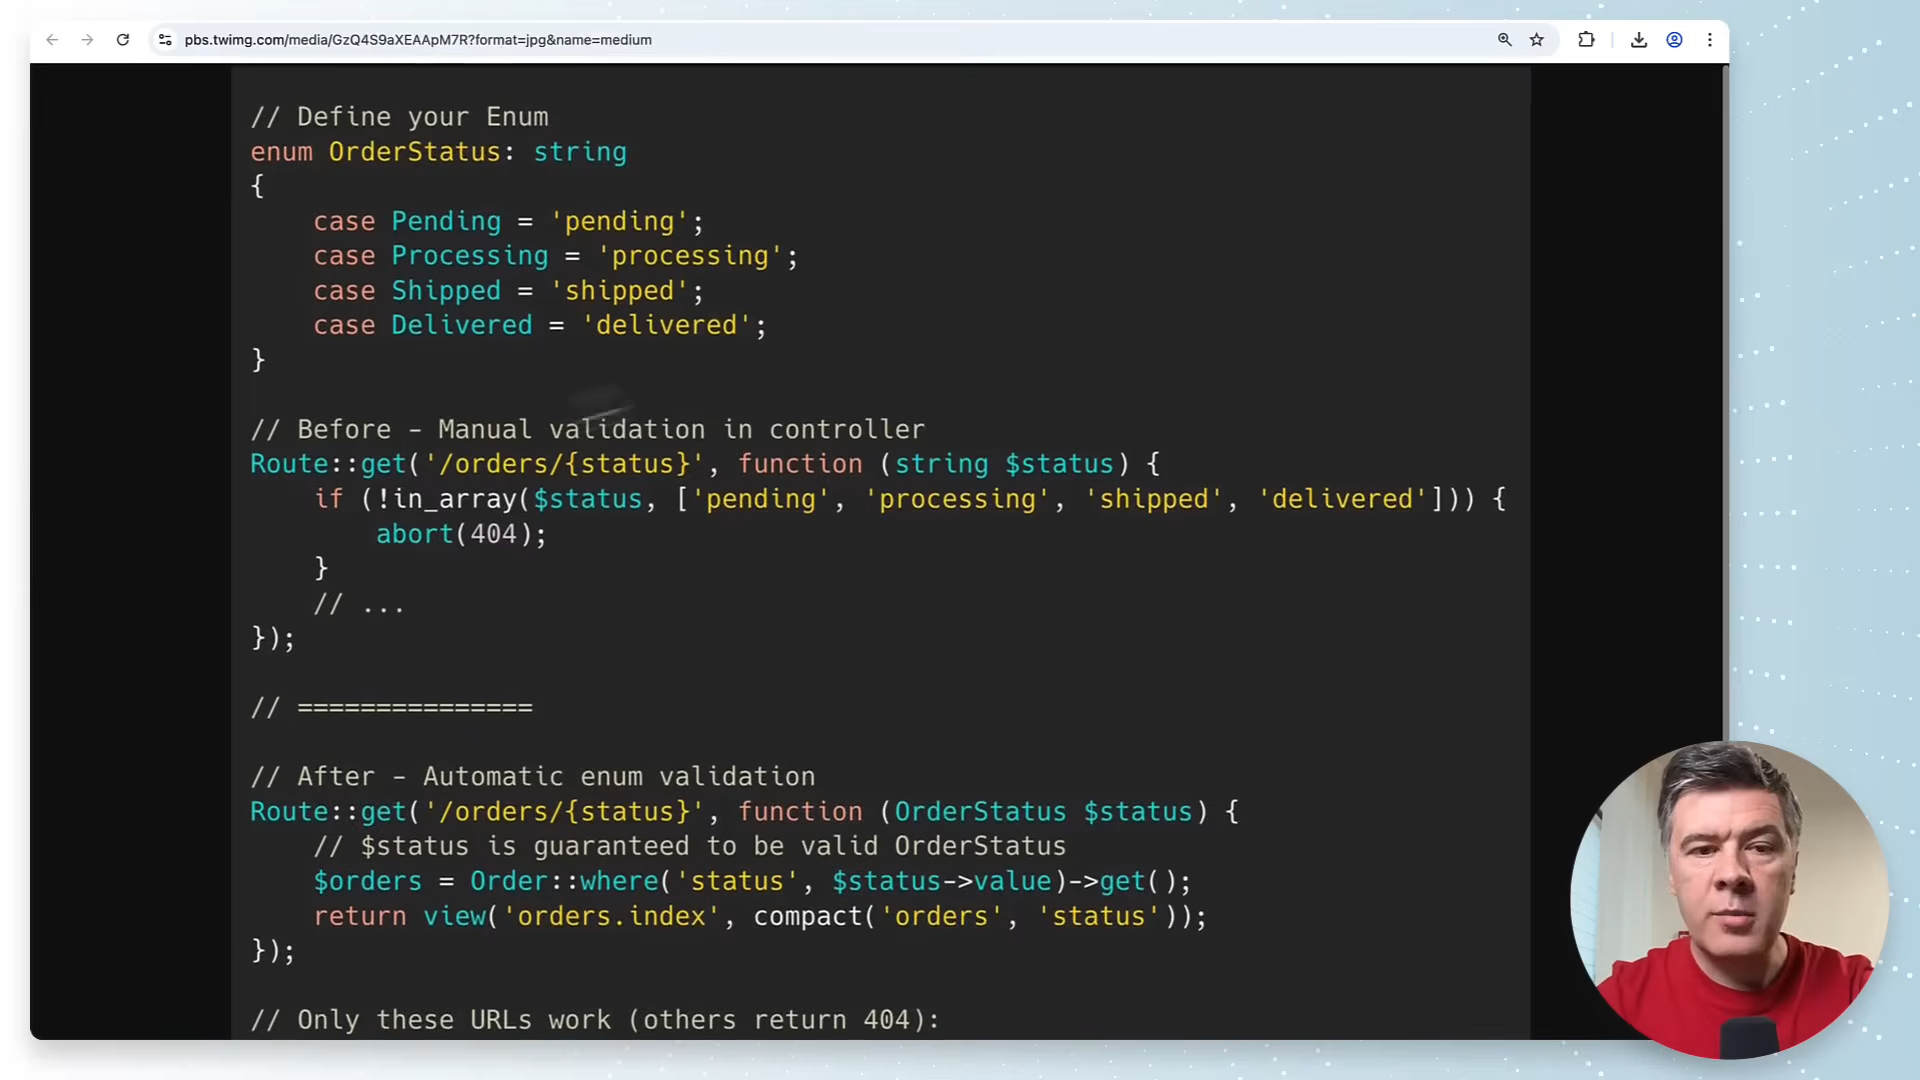 pbs.twimg.com/media/GzQ4S9aXEAApM7R?format=jpg&name=medium
// Define your Enum
enum OrderStatus: string
{
    case Pending = 'pending';
    case Processing = 'processing';
    case Shipped = 'shipped';
    case Delivered = 'delivered';
}
// Before - Manual validation in controller
Route::get('/orders/{status}', function (string $status) {
    if (!in_array($status, ['pending', 'processing', 'shipped', 'delivered'])) {
        abort(404);
    }
    // ...
});
// ===============
// After - Automatic enum validation
Route::get('/orders/{status}', function (OrderStatus $status) {
    // $status is guaranteed to be valid OrderStatus
    $orders = Order::where('status', $status->value)->get();
    return view('orders.index', compact('orders', 'status'));
});
// Only these URLs work (others return 404):